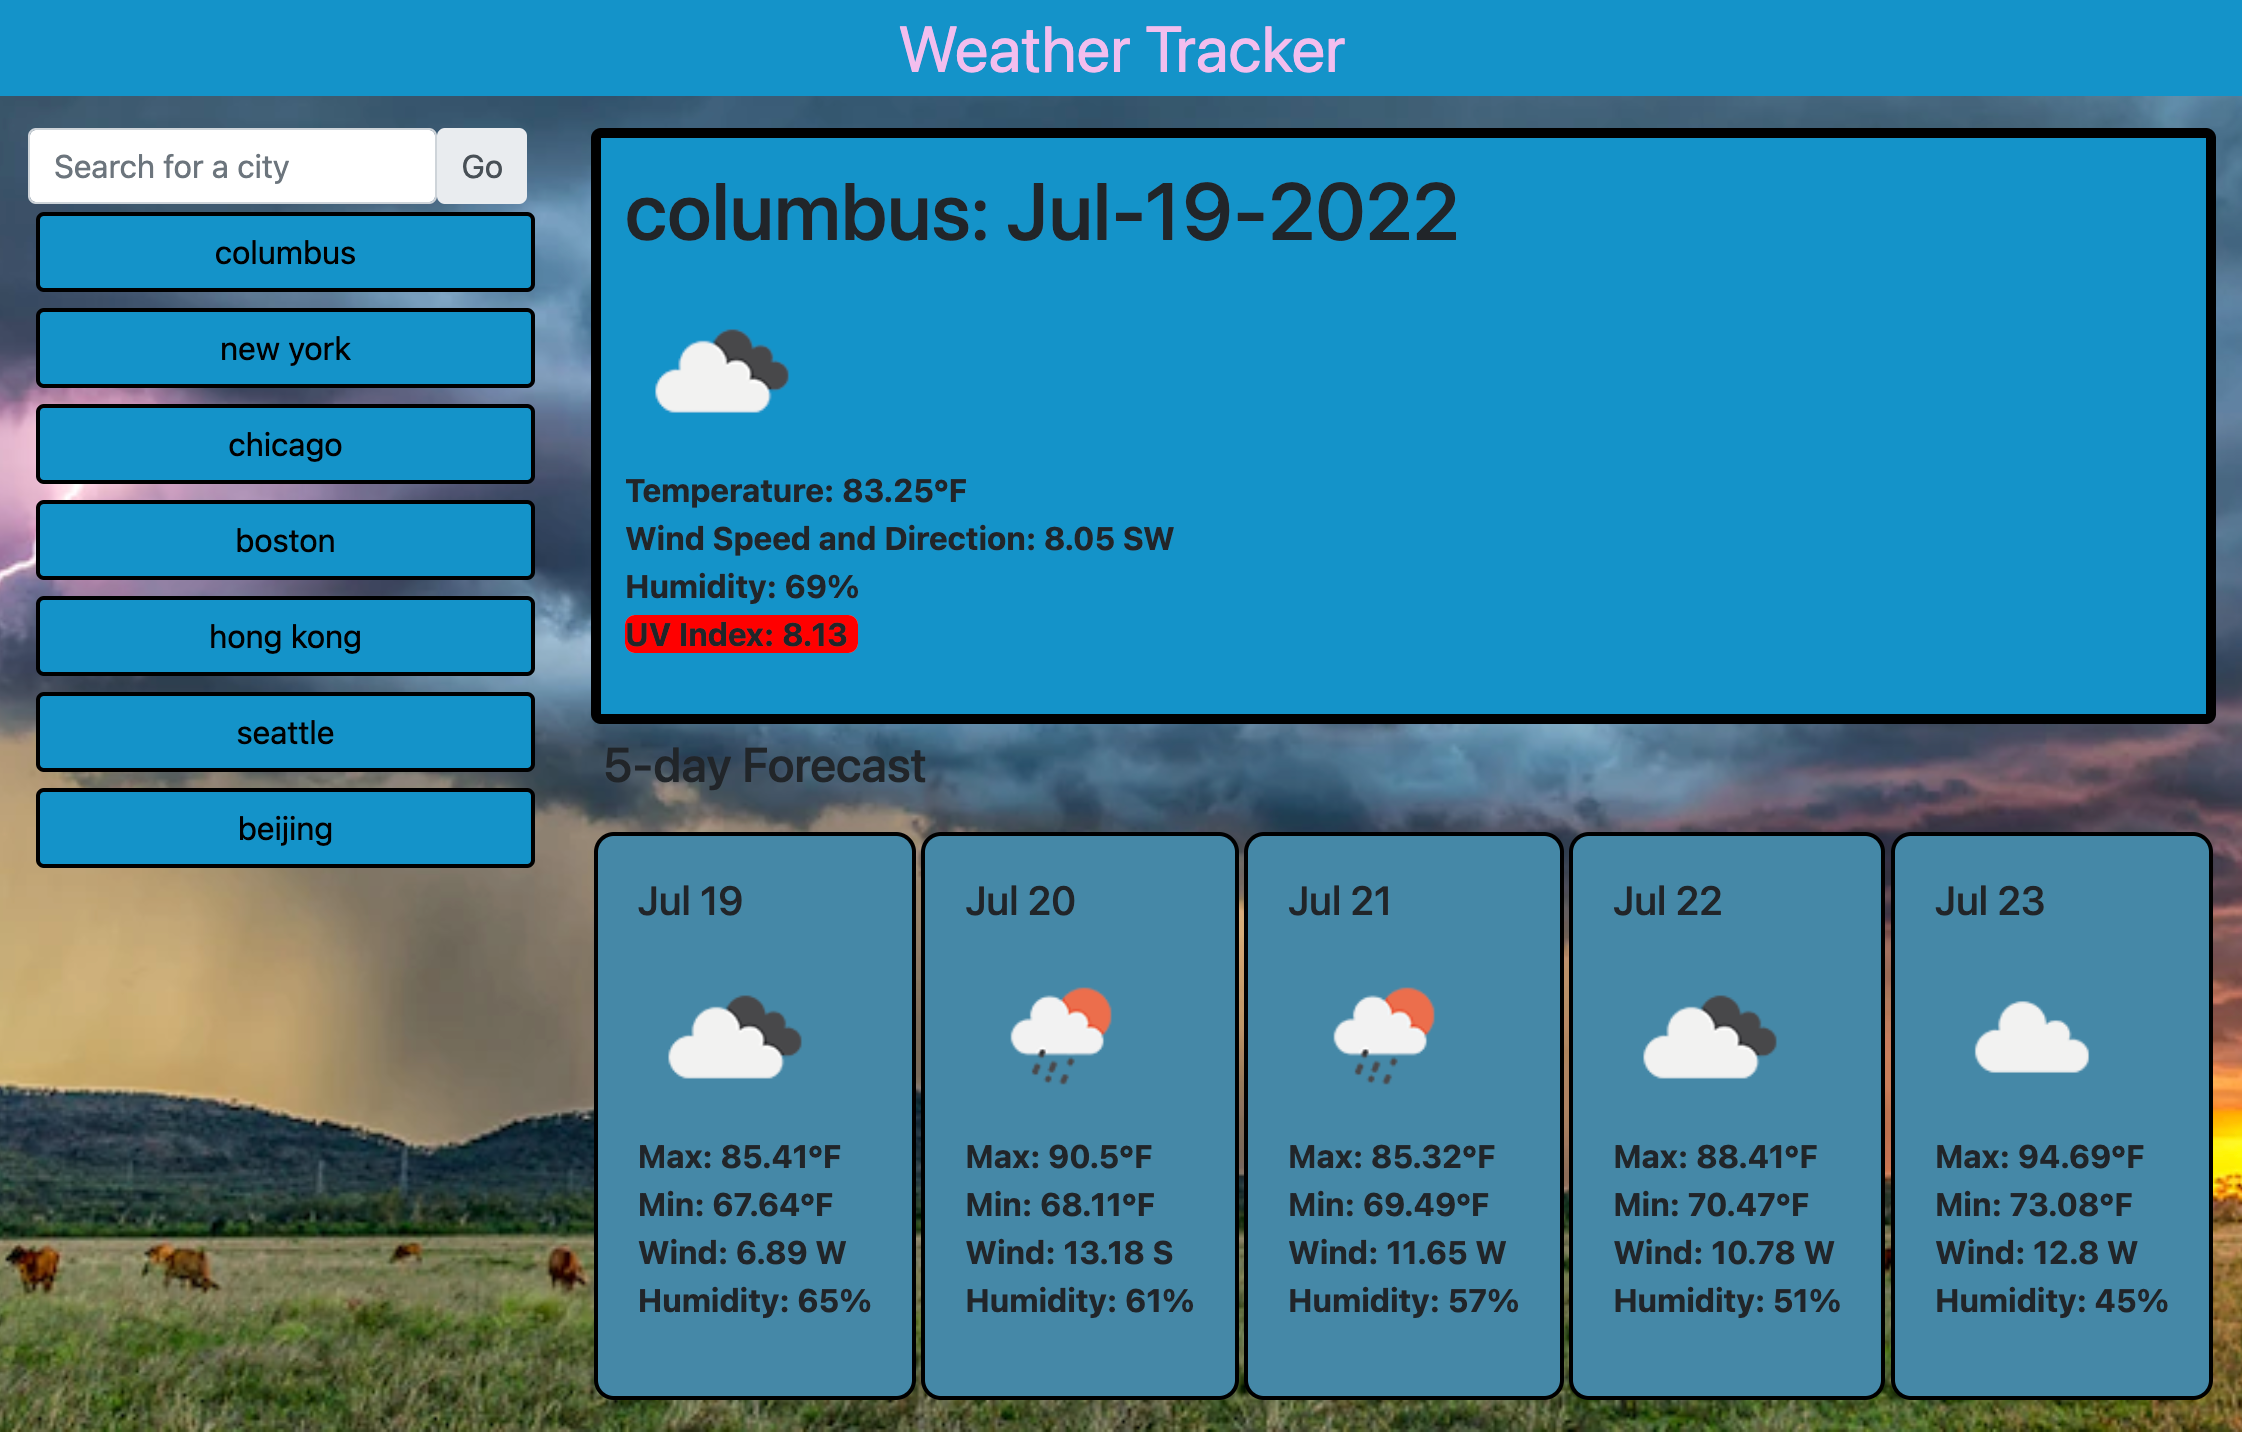 Weather Tracker
Search for a city
Go
columbus
new york
chicago
boston
hong kong
seattle
beijing
columbus: Jul-19-2022
Temperature: 83.25°F
Wind Speed and Direction: 8.05 SW
Humidity: 69%
UV Index: 8.13
5-day Forecast
Jul 19
Max: 85.41°F
Min: 67.64°F
Wind: 6.89 W
Humidity: 65%
Jul 20
Max: 90.5°F
Min: 68.11°F
Wind: 13.18 S
Humidity: 61%
Jul 21
Max: 85.32°F
Min: 69.49°F
Wind: 11.65 W
Humidity: 57%
Jul 22
Max: 88.41°F
Min: 70.47°F
Wind: 10.78 W
Humidity: 51%
Jul 23
Max: 94.69°F
Min: 73.08°F
Wind: 12.8 W
Humidity: 45%